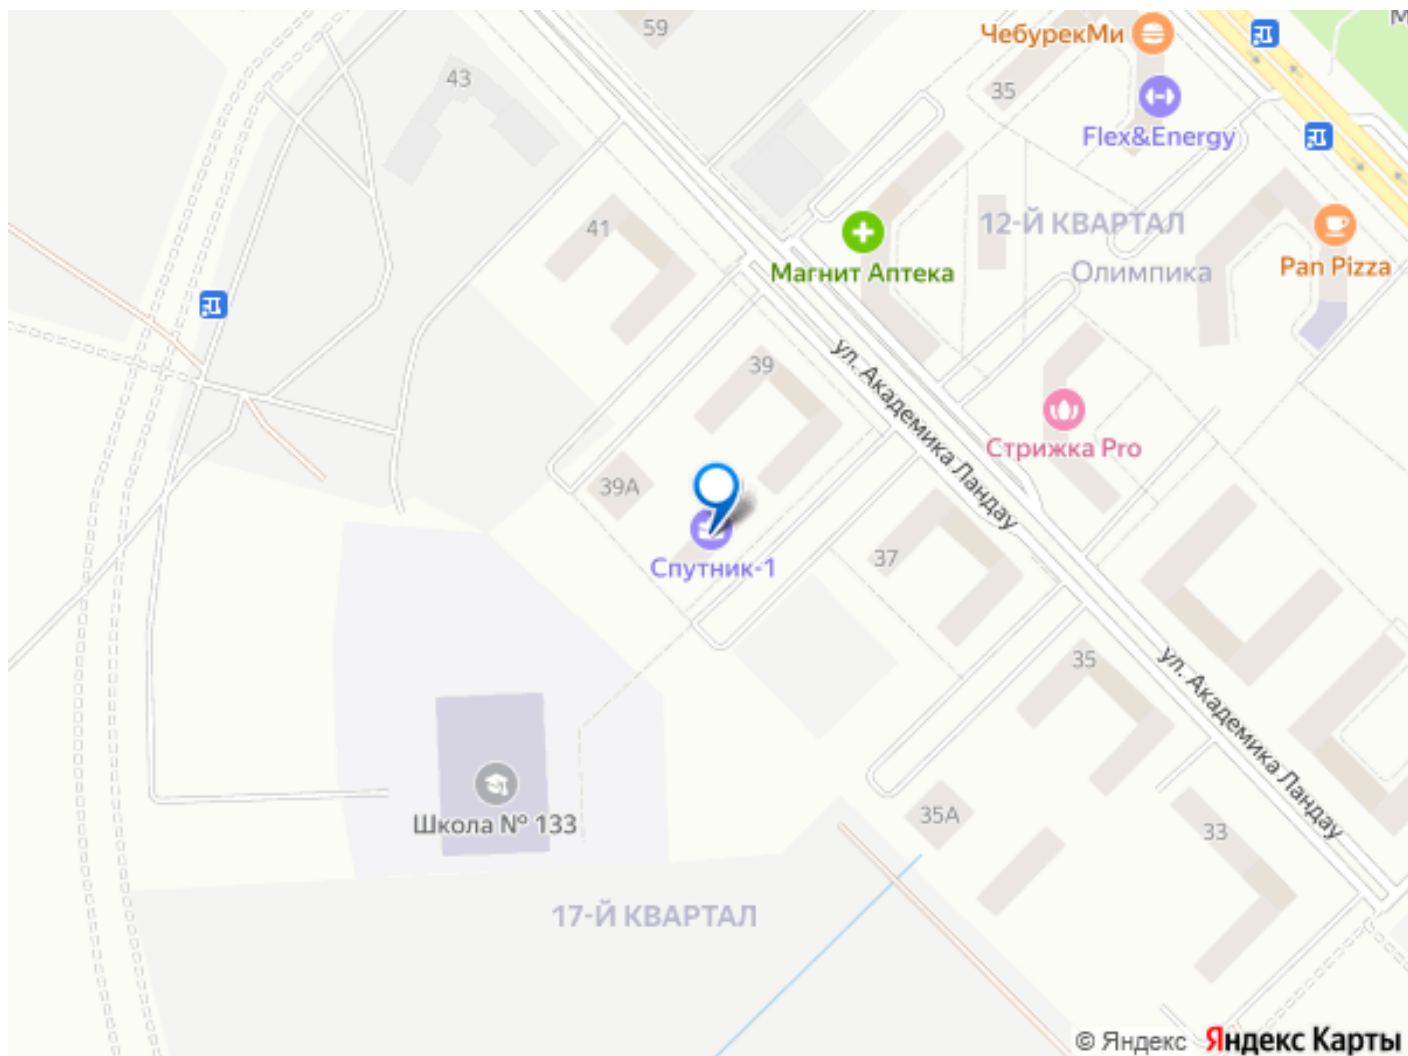 59
ЧебурекМи
М
43
35
Flex&Energy
41
12-Й КВАРТАЛ
Магнит Аптека
Олимпика
Pan Pizza
39
ул. Академика Ландау
Стрижка Pro
39А
37
Спутник-1
35
ул. Академика Ландау
Школа № 133
35А
33
17-Й КВАРТАЛ
© Яндекс Яндекс Карты